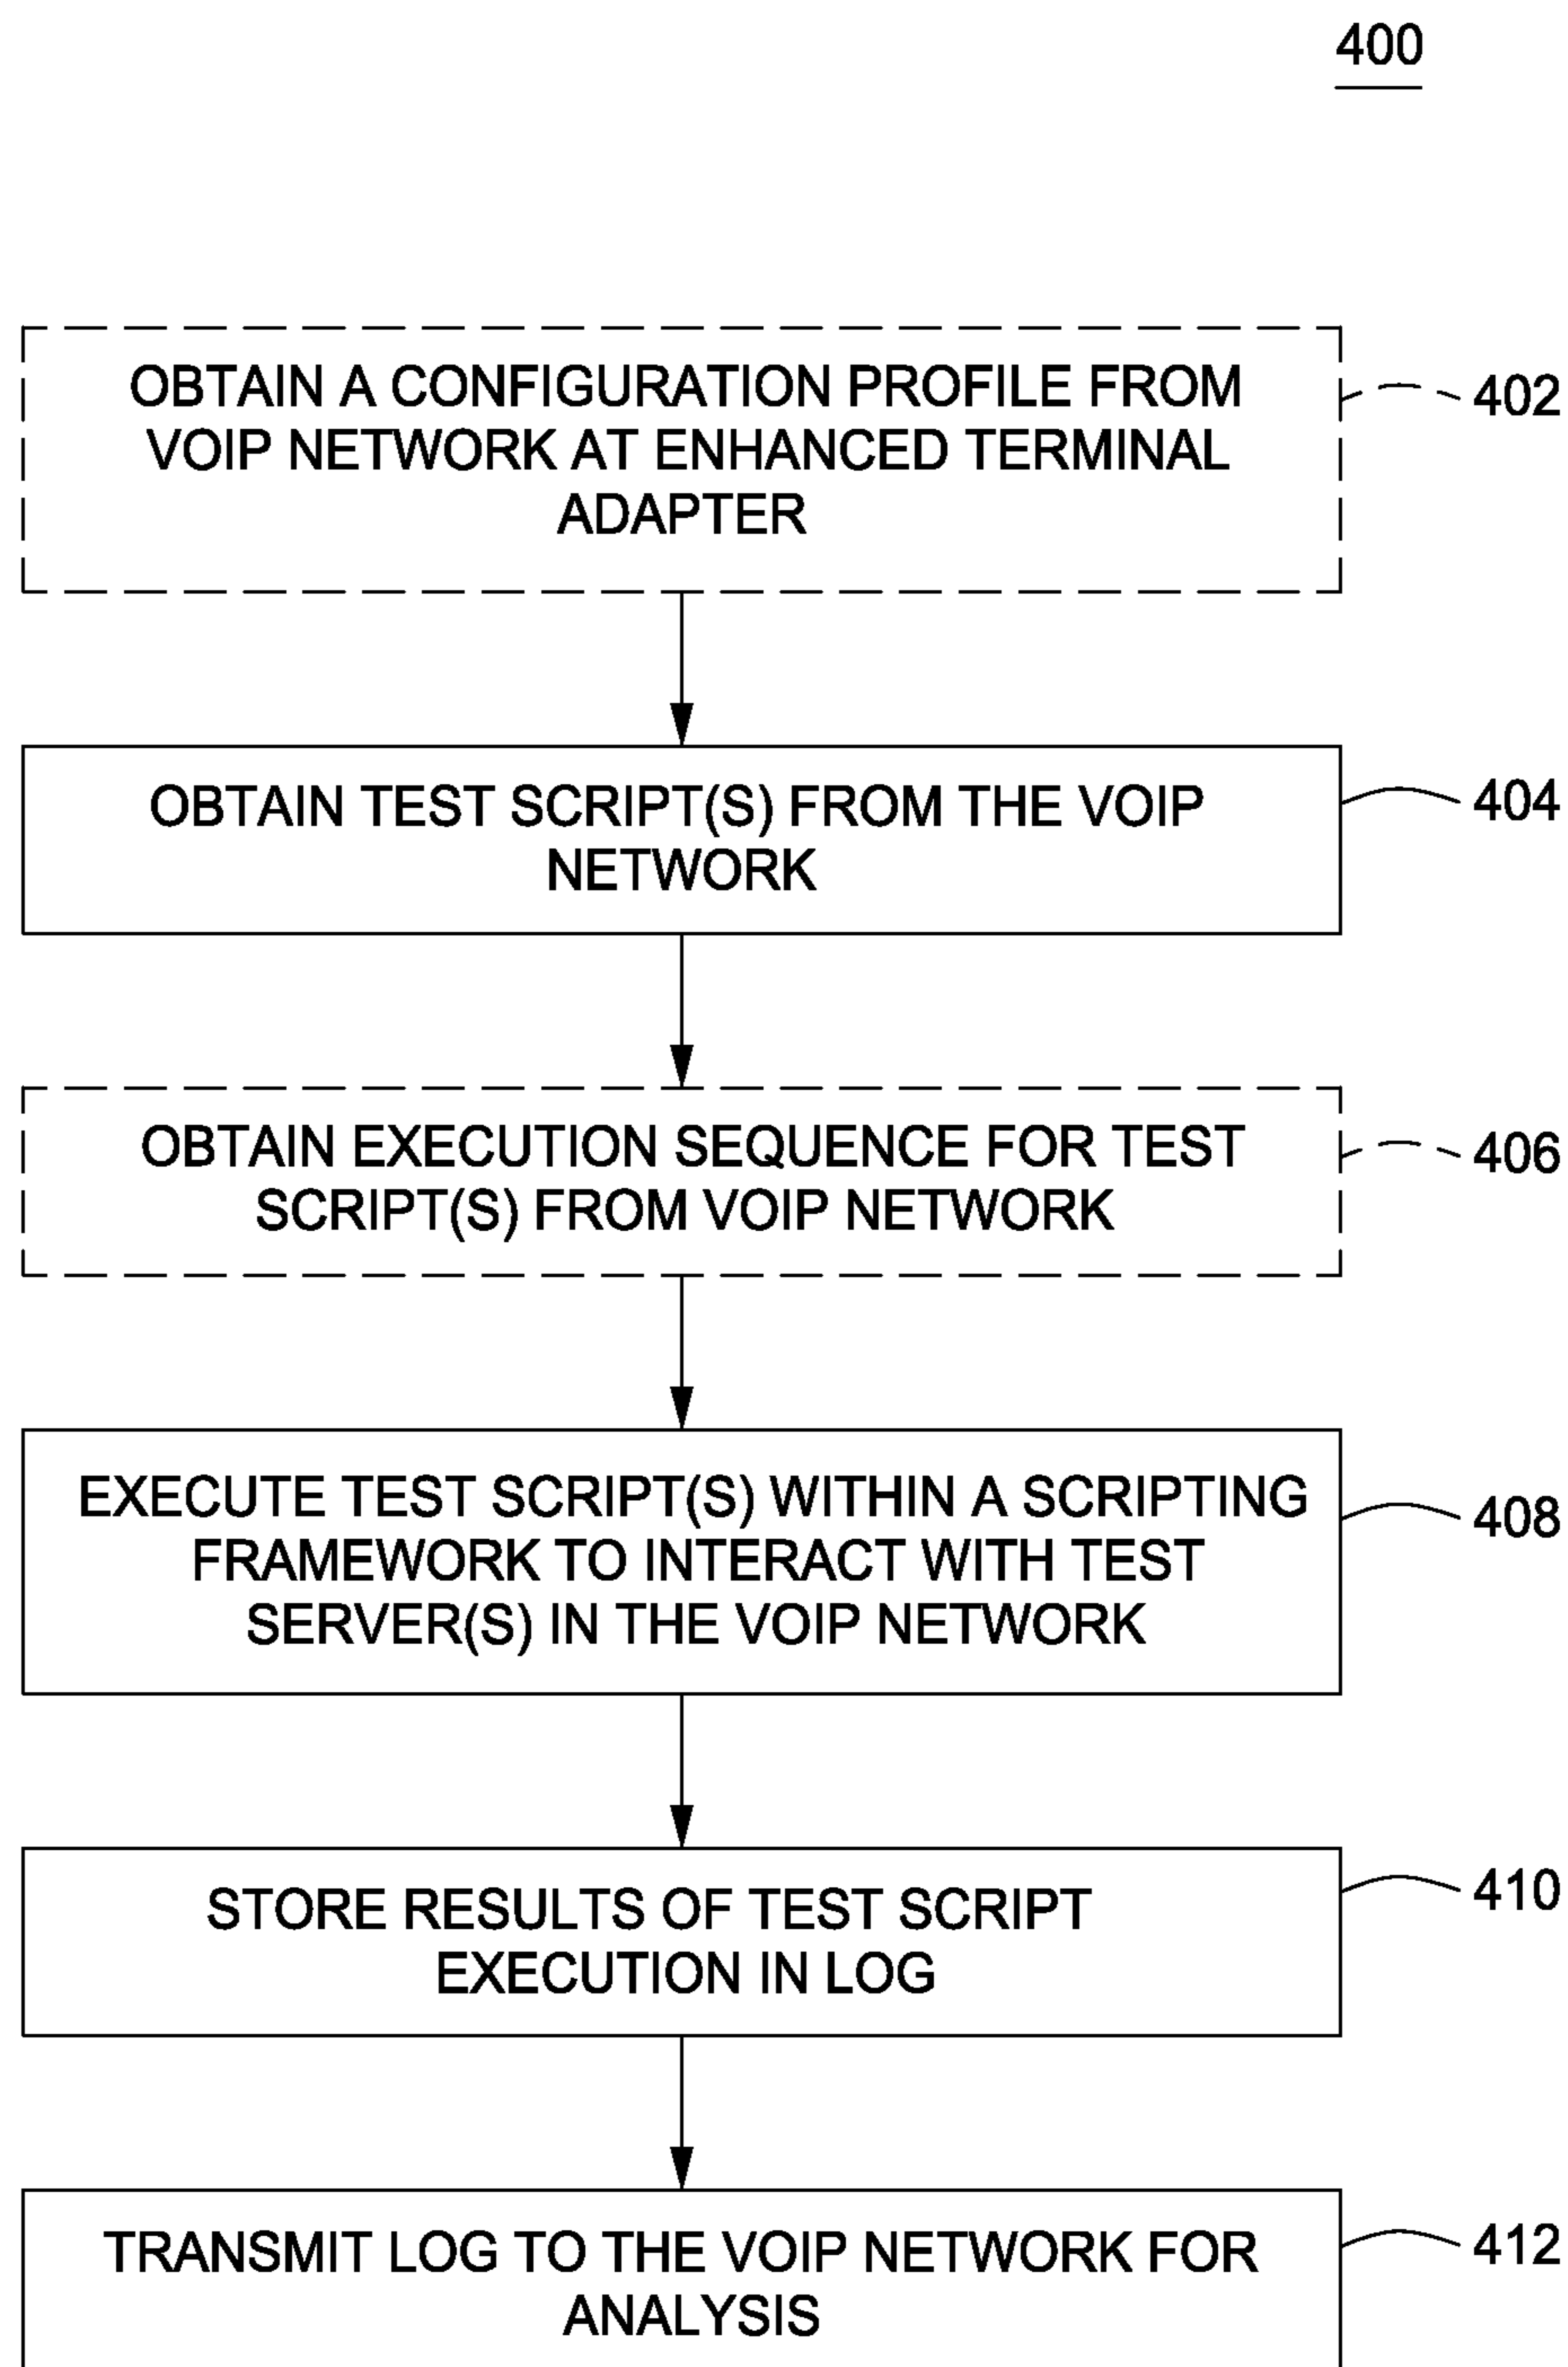 400
OBTAIN A CONFIGURATION PROFILE FROM
VOIP NETWORK AT ENHANCED TERMINAL
ADAPTER
402
OBTAIN TEST SCRIPT(S) FROM THE VOIP
NETWORK
404
OBTAIN EXECUTION SEQUENCE FOR TEST
SCRIPT(S) FROM VOIP NETWORK
406
EXECUTE TEST SCRIPT(S) WITHIN A SCRIPTING
FRAMEWORK TO INTERACT WITH TEST
SERVER(S) IN THE VOIP NETWORK
408
STORE RESULTS OF TEST SCRIPT
EXECUTION IN LOG
410
TRANSMIT LOG TO THE VOIP NETWORK FOR
ANALYSIS
412